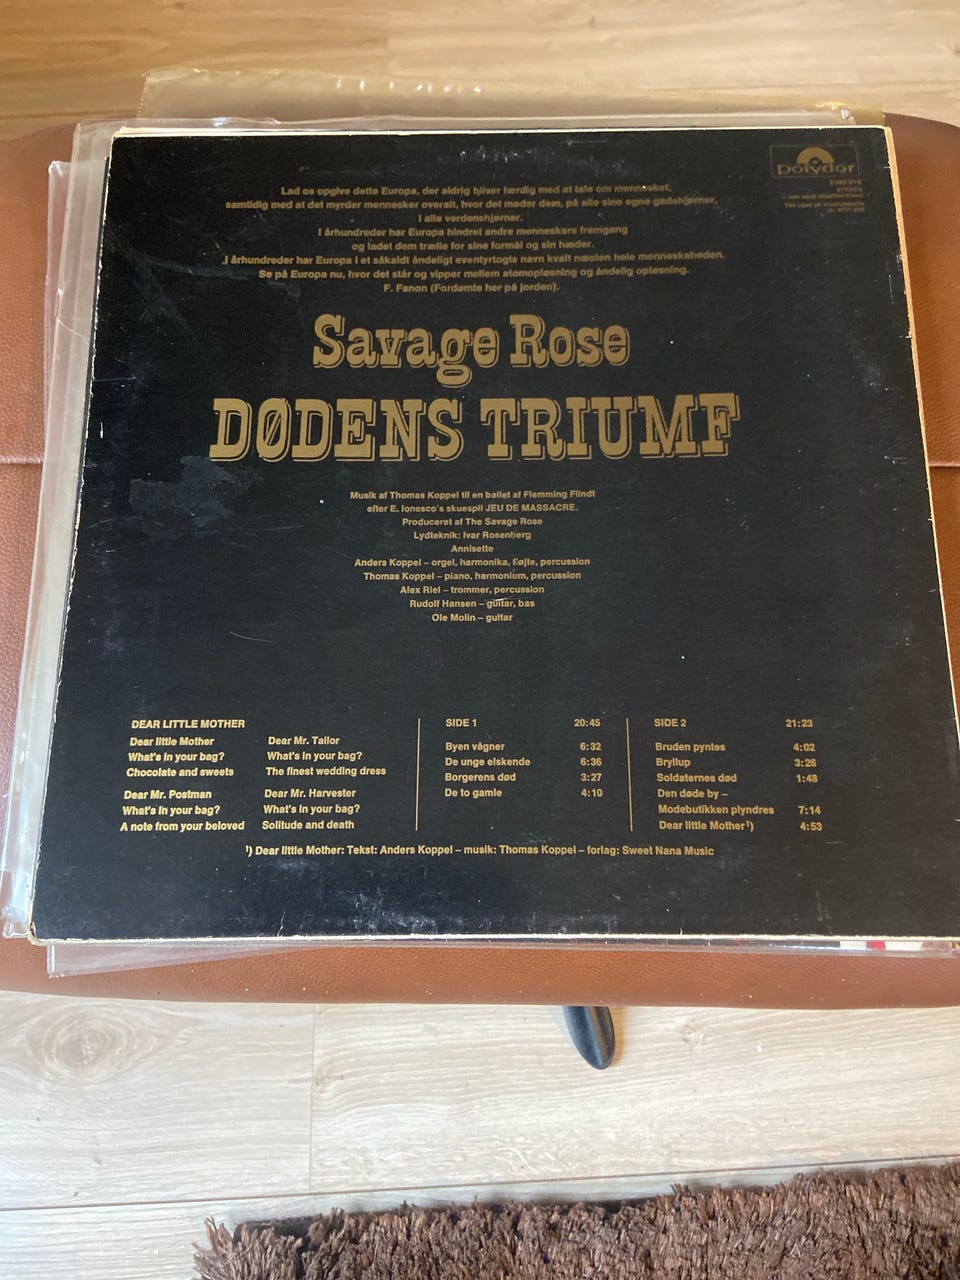 polydor
2380 016
STEREO
Lad os opgive dette Europa, der aldrig bliver færdig med at tale om mennesket,
samtidig med at det myrder mennesker overalt, hvor det møder dem, på alle sine egne gadehjørner,
i alle verdenshjørner.
I århundreder har Europa hindret andre menneskers fremgang
og ladet dem trælle for sine formål og sin hæder.
I århundreder har Europa i et såkaldt åndeligt eventyrtogts navn kvalt næsten hele menneskeheden.
Se på Europa nu, hvor det står og vipper mellem atomopløsning og åndelig opløsning.
F. Fanon (Fordømte her på jorden).
Savage Rose
DØDENS TRIUMF
Musik af Thomas Koppel til en ballet af Flemming Flindt
efter E. Ionesco's skuespil JEU DE MASSACRE.
Produceret af The Savage Rose
Lydteknik: Ivar Rosenberg
Annisette
Anders Koppel – orgel, harmonika, fløjte, percussion
Thomas Koppel – piano, harmonium, percussion
Alex Riel – trommer, percussion
Rudolf Hansen – guitar, bas
Ole Molin – guitar
DEAR LITTLE MOTHER
Dear little Mother
What's in your bag?
Chocolate and sweets
Dear Mr. Postman
What's in your bag?
A note from your beloved
Dear Mr. Tailor
What's in your bag?
The finest wedding dress
Dear Mr. Harvester
What's in your bag?
Solitude and death
SIDE 1 20:45
Byen vågner 6:32
De unge elskende 6:36
Borgerens død 3:27
De to gamle 4:10
SIDE 2 21:23
Bruden pyntes 4:02
Bryllup 3:26
Soldaternes død 1:48
Den døde by –
Modebutikken plyndres 7:14
Dear little Mother¹) 4:53
¹) Dear little Mother: Tekst: Anders Koppel – musik: Thomas Koppel – forlag: Sweet Nana Music